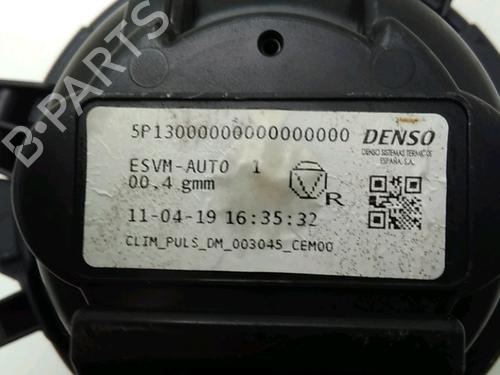 B-PARTS
5P13000000000000000 DENSO
DENSO SISTEMAS TERMICOS
ESPAÑA, S.A.
ESVM-AUTO 1
00.4 gmm
V
R
11-04-19 16:35:32
CLIM_PULS_DM_003045_CEM00